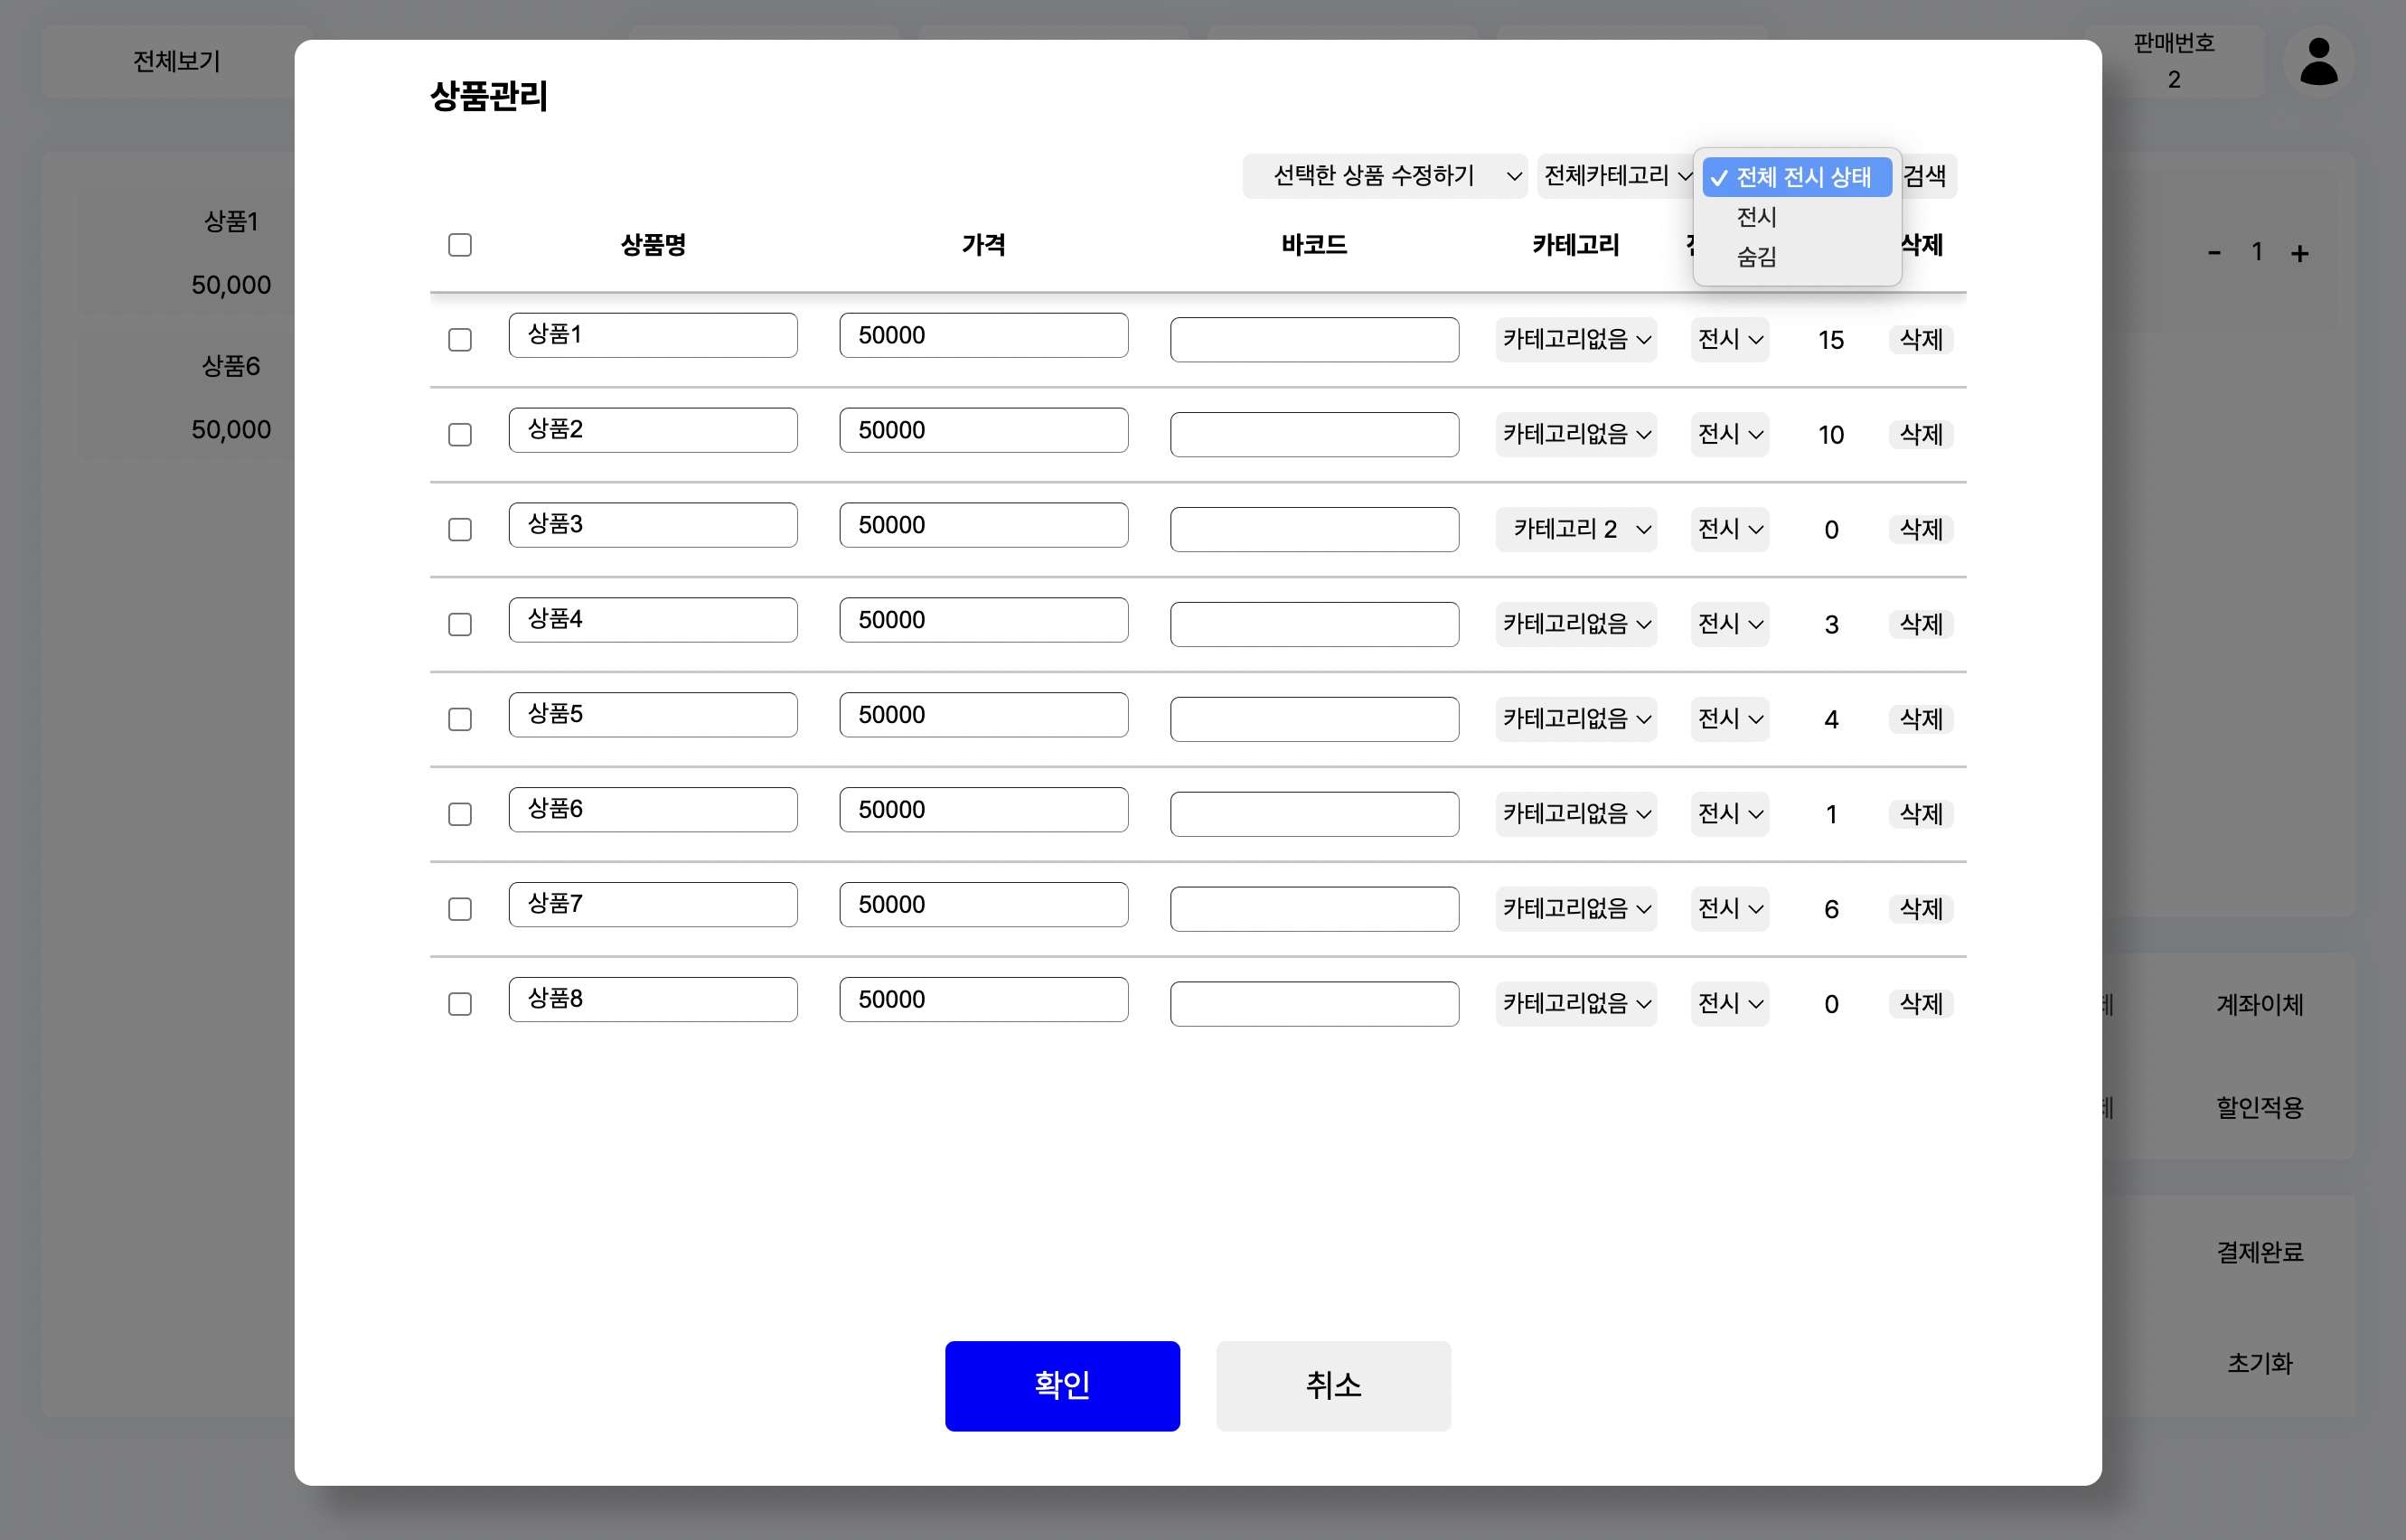 전체보기
판매번호
2
상품관리
선택한 상품 수정하기 전체카테고리 전체 전시 상태 검색
전시
숨김
상품명 가격 바코드 카테고리 삭제
상품1 50000 카테고리없음 전시 15 삭제
상품2 50000 카테고리없음 전시 10 삭제
상품3 50000 카테고리 2 전시 0 삭제
상품4 50000 카테고리없음 전시 3 삭제
상품5 50000 카테고리없음 전시 4 삭제
상품6 50000 카테고리없음 전시 1 삭제
상품7 50000 카테고리없음 전시 6 삭제
상품8 50000 카테고리없음 전시 0 삭제
확인 취소
상품1
50,000
상품6
50,000
- 1 +
계좌이체
할인적용
결제완료
초기화